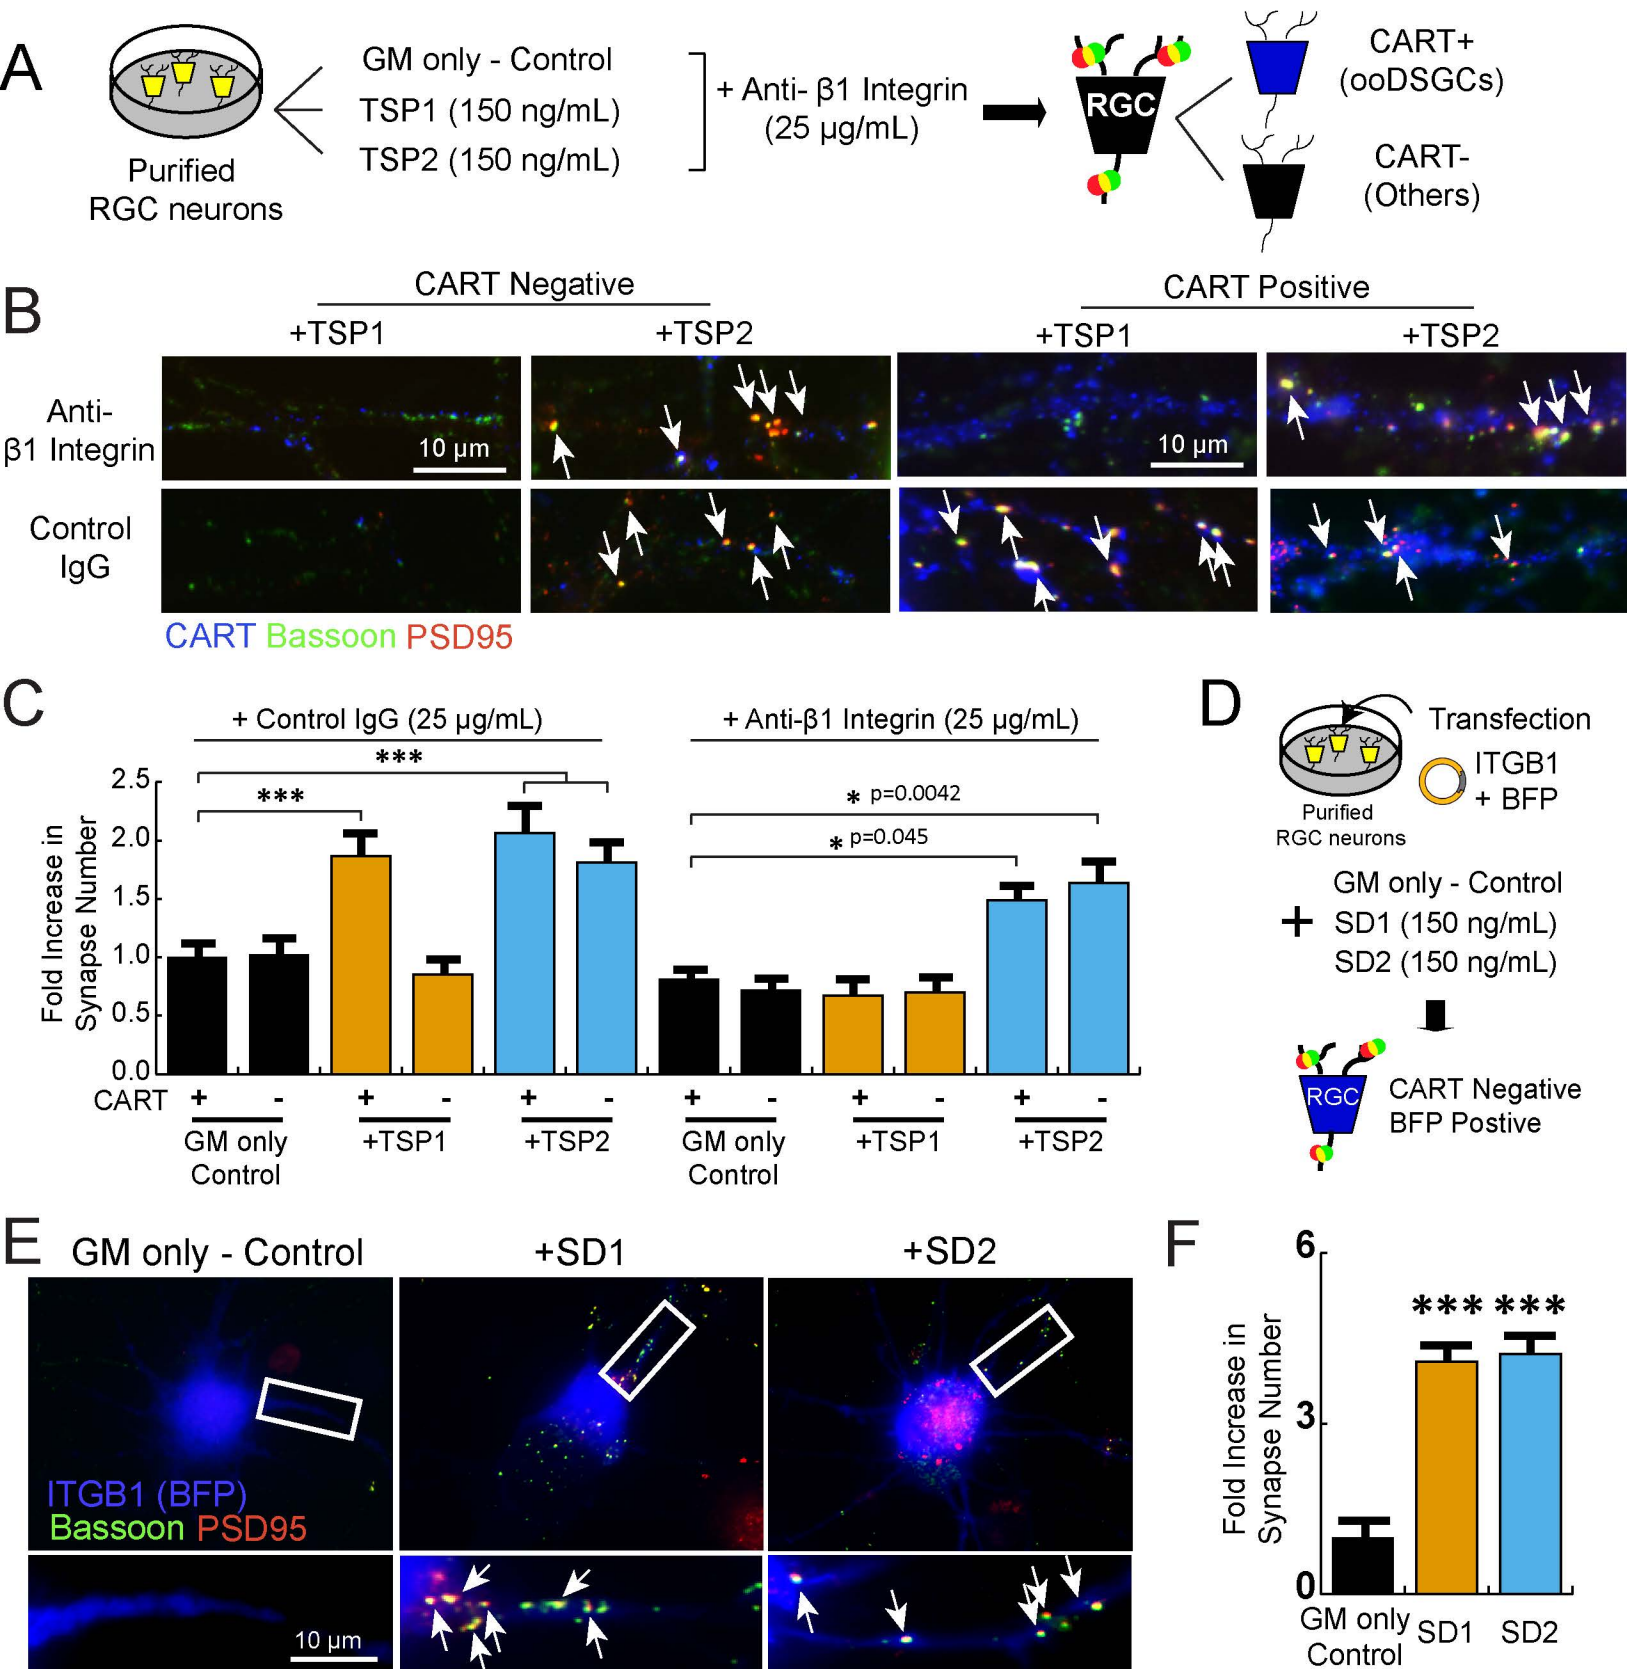 A
Purified
RGC neurons
GM only - Control
TSP1 (150 ng/mL)
TSP2 (150 ng/mL)
+ Anti- β1 Integrin
(25 µg/mL)
RGC
CART+
(ooDSGCs)
CART-
(Others)
B
CART Negative
CART Positive
+TSP1
+TSP2
+TSP1
+TSP2
Anti-
β1 Integrin
10 µm
10 µm
Control
IgG
CART Bassoon PSD95
C
+ Control IgG (25 µg/mL)
+ Anti-β1 Integrin (25 µg/mL)
***
***
* p=0.0042
* p=0.045
Fold Increase in
Synapse Number
2.5
2.0
1.5
1.0
0.5
0.0
CART + - + - + - + - + - + -
GM only
Control
+TSP1
+TSP2
GM only
Control
+TSP1
+TSP2
D
Transfection
ITGB1
+ BFP
Purified
RGC neurons
GM only - Control
+ SD1 (150 ng/mL)
SD2 (150 ng/mL)
RGC
CART Negative
BFP Postive
E
GM only - Control
+SD1
+SD2
ITGB1 (BFP)
Bassoon PSD95
10 µm
F
Fold Increase in
Synapse Number
6
3
0
*** ***
GM only
Control
SD1
SD2